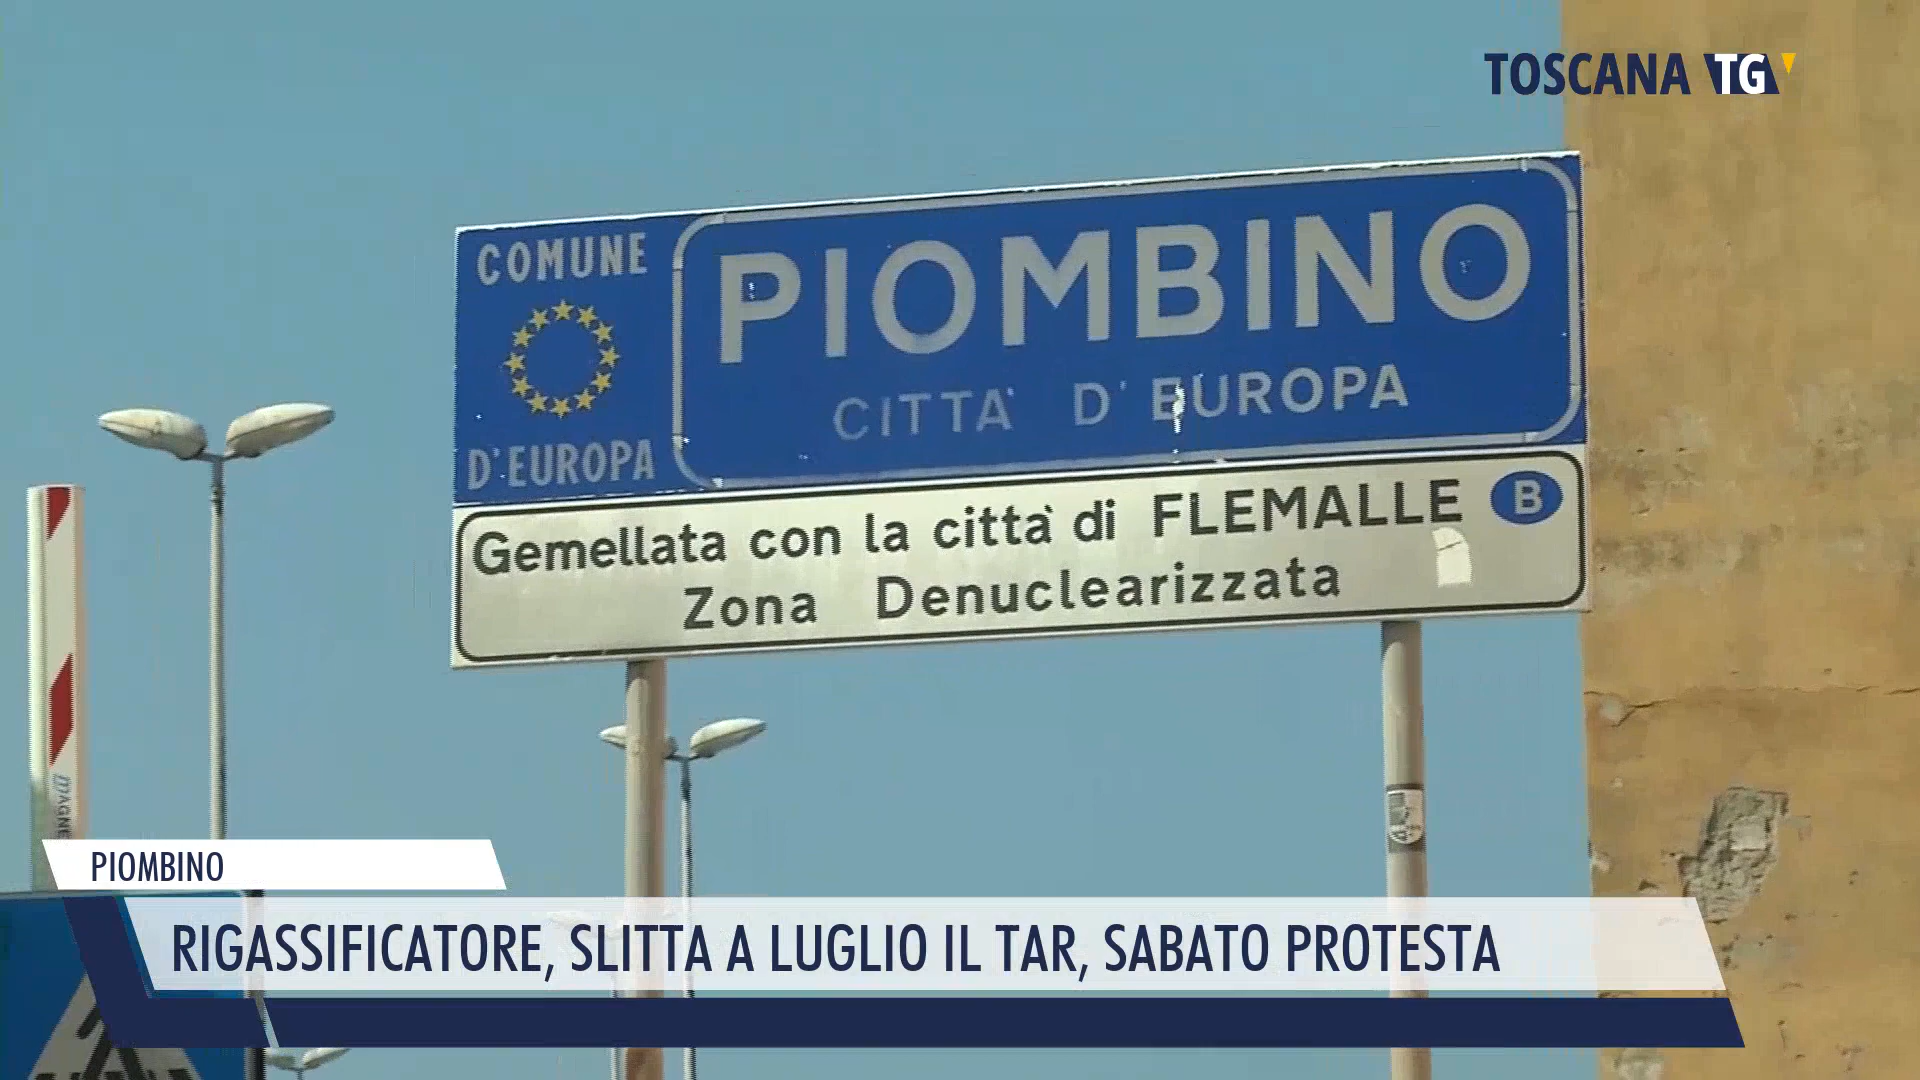 TOSCANA TG
COMUNE
D'EUROPA
PIOMBINO
CITTA' D'EUROPA
Gemellata con la città di FLEMALLE B
Zona Denuclearizzata
PIOMBINO
RIGASSIFICATORE, SLITTA A LUGLIO IL TAR, SABATO PROTESTA